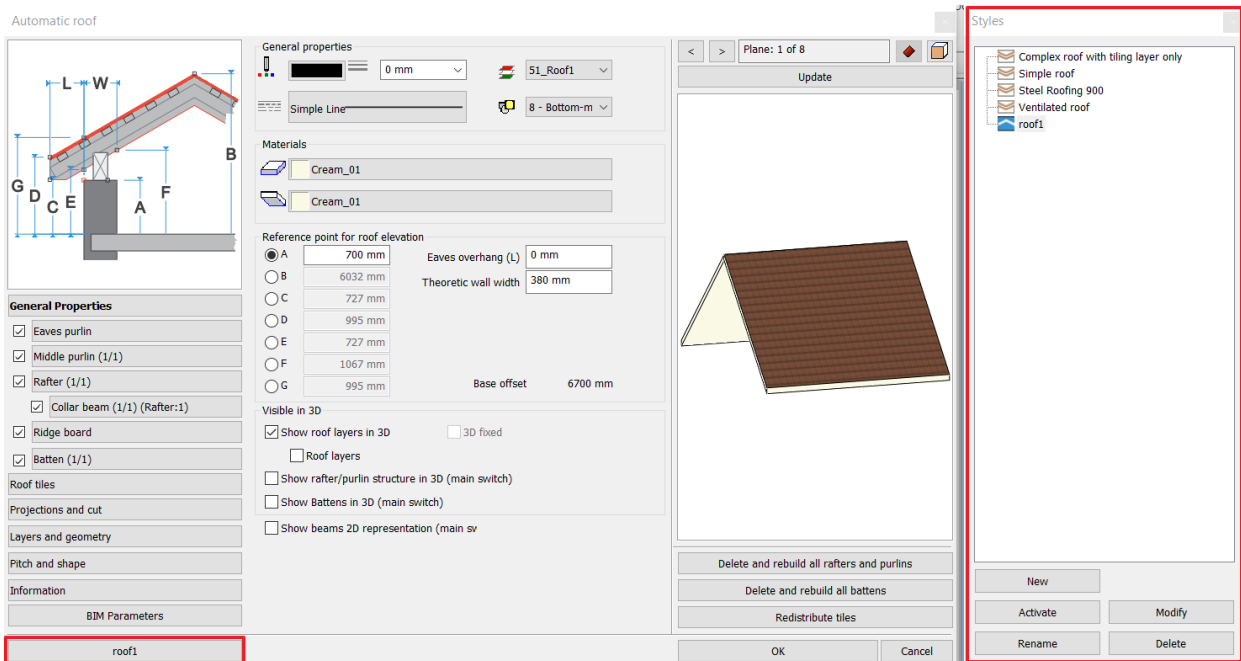 Automatic roof
L
W
B
G
D
C
E
A
F
General Properties
Eaves purlin
Middle purlin (1/1)
Rafter (1/1)
Collar beam (1/1) (Rafter:1)
Ridge board
Batten (1/1)
Roof tiles
Projections and cut
Layers and geometry
Pitch and shape
Information
BIM Parameters
roof1
General properties
0 mm
51_Roof1
Simple Line
8 - Bottom-m
Materials
Cream_01
Cream_01
Reference point for roof elevation
A 700 mm Eaves overhang (L) 0 mm
B 6032 mm Theoretic wall width 380 mm
C 727 mm
D 995 mm
E 727 mm
F 1067 mm
G 995 mm Base offset 6700 mm
Visible in 3D
Show roof layers in 3D 3D fixed
Roof layers
Show rafter/purlin structure in 3D (main switch)
Show Battens in 3D (main switch)
Show beams 2D representation (main sv
< > Plane: 1 of 8
Update
Delete and rebuild all rafters and purlins
Delete and rebuild all battens
Redistribute tiles
OK Cancel
Styles
Complex roof with tiling layer only
Simple roof
Steel Roofing 900
Ventilated roof
roof1
New
Activate Modify
Rename Delete